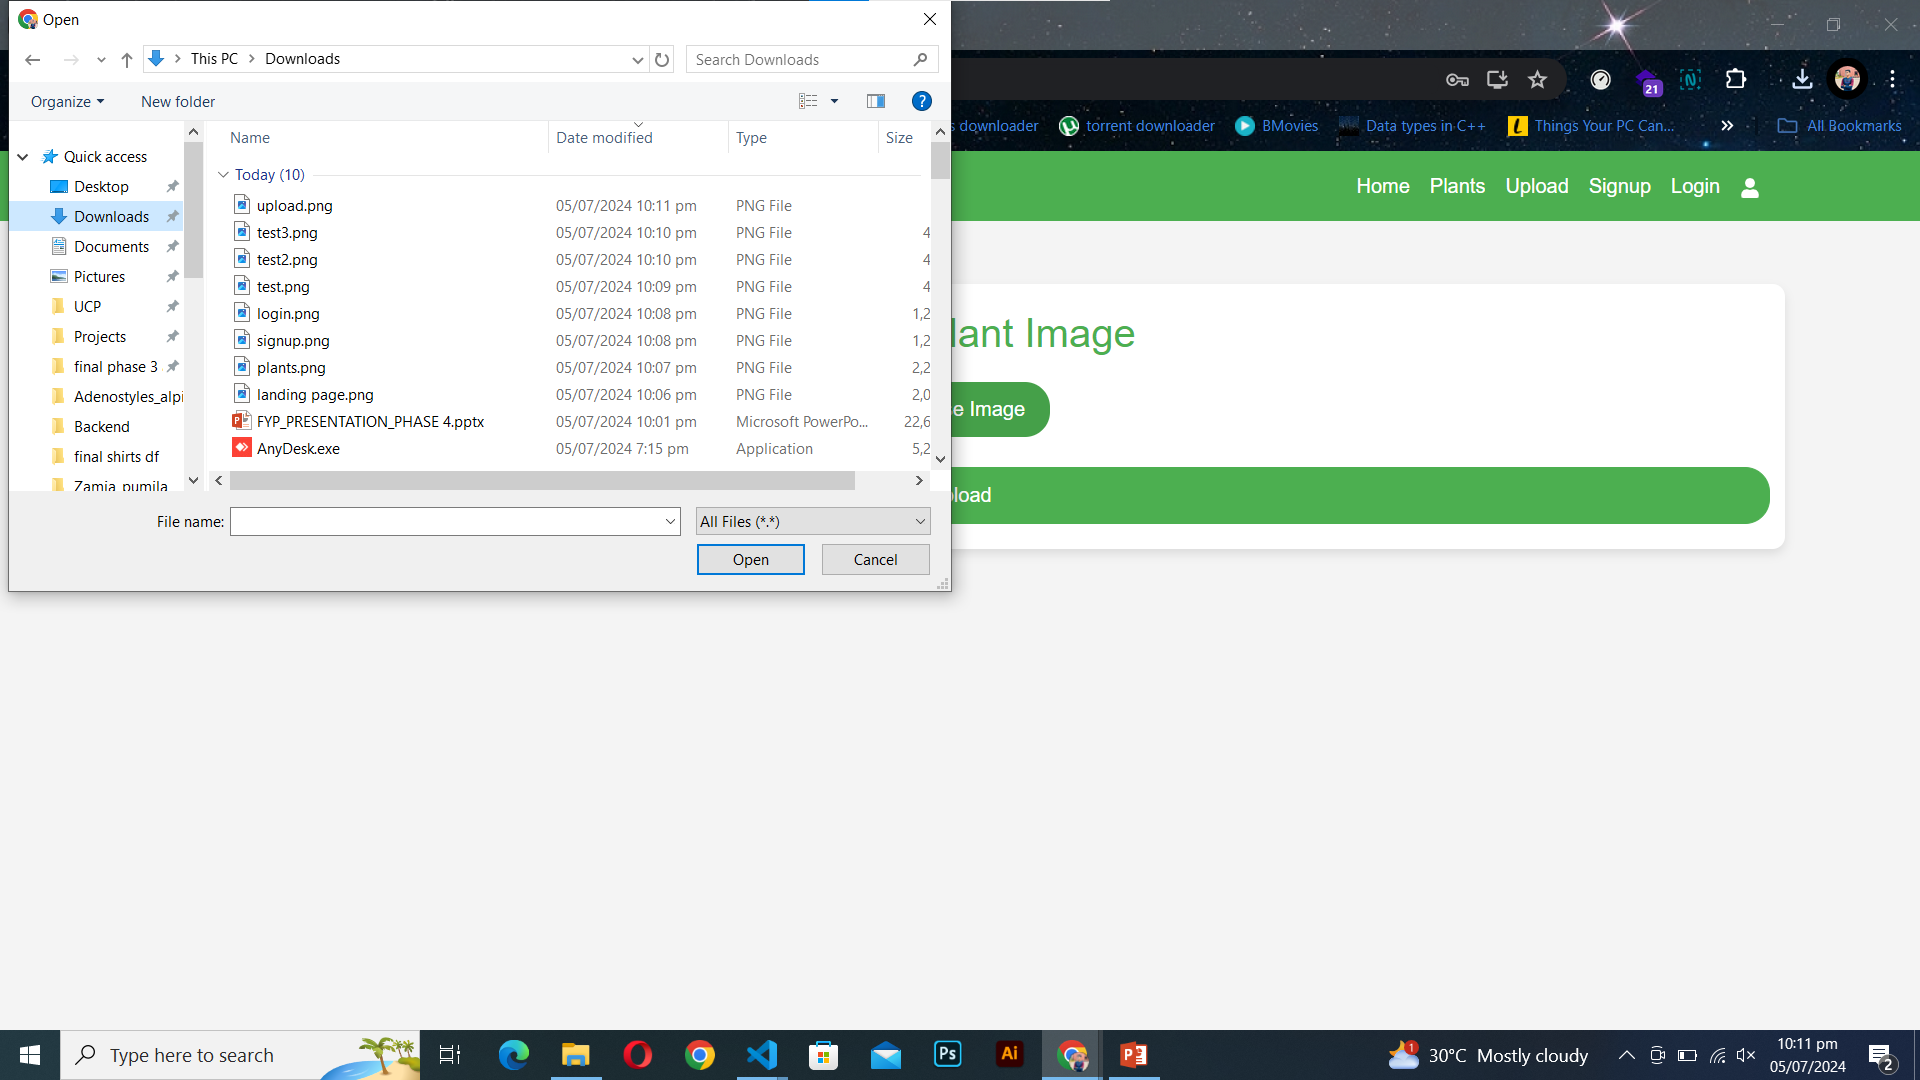 Open
This PC > Downloads
Search Downloads
Organize
New folder
?
Name
Date modified
Type
Size
Quick access
Desktop
Downloads
Documents
Pictures
UCP
Projects
final phase 3
Adenostyles_alpi
Backend
final shirts df
Zamia pumila
Today (10)
upload.png 05/07/2024 10:11 pm PNG File
test3.png 05/07/2024 10:10 pm PNG File 4
test2.png 05/07/2024 10:10 pm PNG File 4
test.png 05/07/2024 10:09 pm PNG File 4
login.png 05/07/2024 10:08 pm PNG File 1,2
signup.png 05/07/2024 10:08 pm PNG File 1,2
plants.png 05/07/2024 10:07 pm PNG File 2,2
landing page.png 05/07/2024 10:06 pm PNG File 2,0
FYP_PRESENTATION_PHASE 4.pptx 05/07/2024 10:01 pm Microsoft PowerPo... 22,6
AnyDesk.exe 05/07/2024 7:15 pm Application 5,2
File name:
All Files (*.*)
Open
Cancel
21
s downloader
torrent downloader
BMovies
Data types in C++
Things Your PC Can...
All Bookmarks
Home
Plants
Upload
Signup
Login
lant Image
e Image
load
Type here to search
Ps
Ai
1
30°C Mostly cloudy
10:11 pm
05/07/2024
2